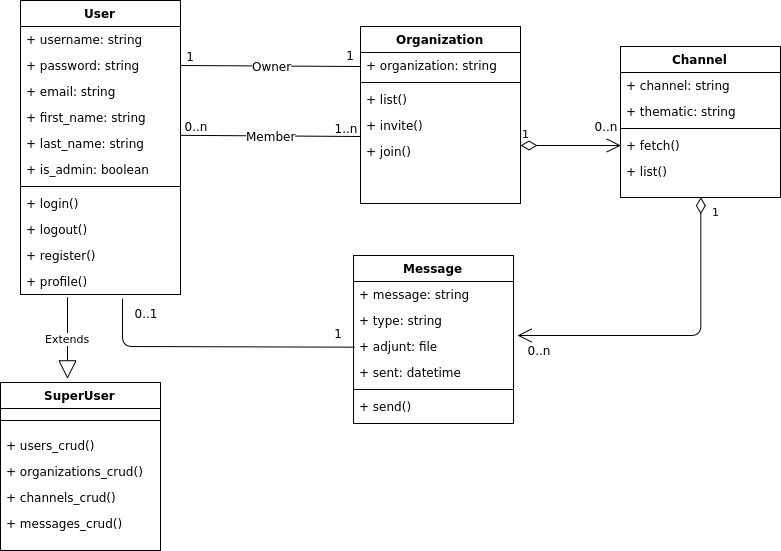 User
+ username: string
+ password: string
+ email: string
+ first_name: string
+ last_name: string
+ is_admin: boolean
+ login()
+ logout()
+ register()
+ profile()
1
Owner
1
0..n
Member
1..n
Organization
+ organization: string
+ list()
+ invite()
+ join()
1
0..n
Channel
+ channel: string
+ thematic: string
+ fetch()
+ list()
1
0..n
Message
+ message: string
+ type: string
+ adjunt: file
+ sent: datetime
+ send()
0..1
1
Extends
SuperUser
+ users_crud()
+ organizations_crud()
+ channels_crud()
+ messages_crud()